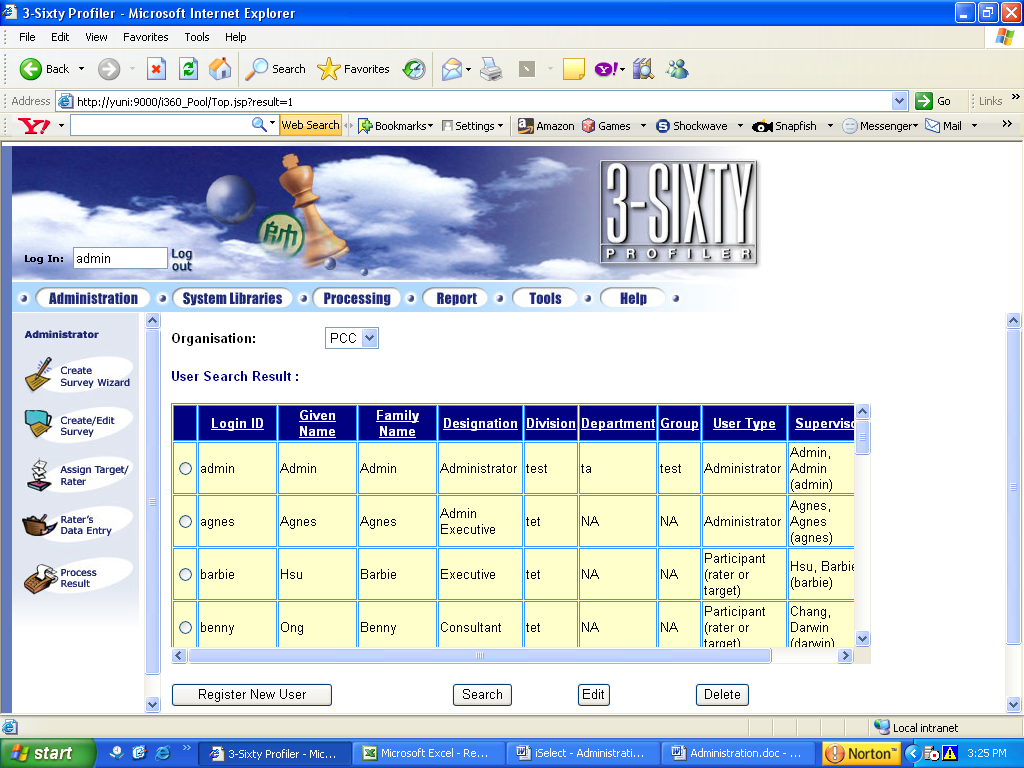 3-Sixty Profiler - Microsoft Internet Explorer
File Edit View Favorites Tools Help
Back Search Favorites
Address http://yuni:9000/i360_Pool/Top.jsp?result=1 Go Links »
Y! Web Search Bookmarks Settings Amazon Games Shockwave Snapfish Messenger Mail »
3-SIXTY
PROFILER
Log In: admin Log out
Administration System Libraries Processing Report Tools Help
Administrator
Create
Survey Wizard
Create/Edit
Survey
Assign Target/
Rater
Rater's
Data Entry
Process
Result
Organisation: PCC
User Search Result :
Login ID Given Name Family Name Designation Division Department Group User Type Superviso
admin Admin Admin Administrator test ta test Administrator Admin, Admin (admin)
agnes Agnes Agnes Admin Executive tet NA NA Administrator Agnes, Agnes (agnes)
barbie Hsu Barbie Executive tet NA NA Participant (rater or target) Hsu, Barbie (barbie)
benny Ong Benny Consultant tet NA NA Participant (rater or target) Chang, Darwin (darwin)
Register New User Search Edit Delete
Local intranet
start » 3-Sixty Profiler - Mic... Microsoft Excel - Re... iSelect - Administrati... Administration.doc - ... Norton™ 3:25 PM